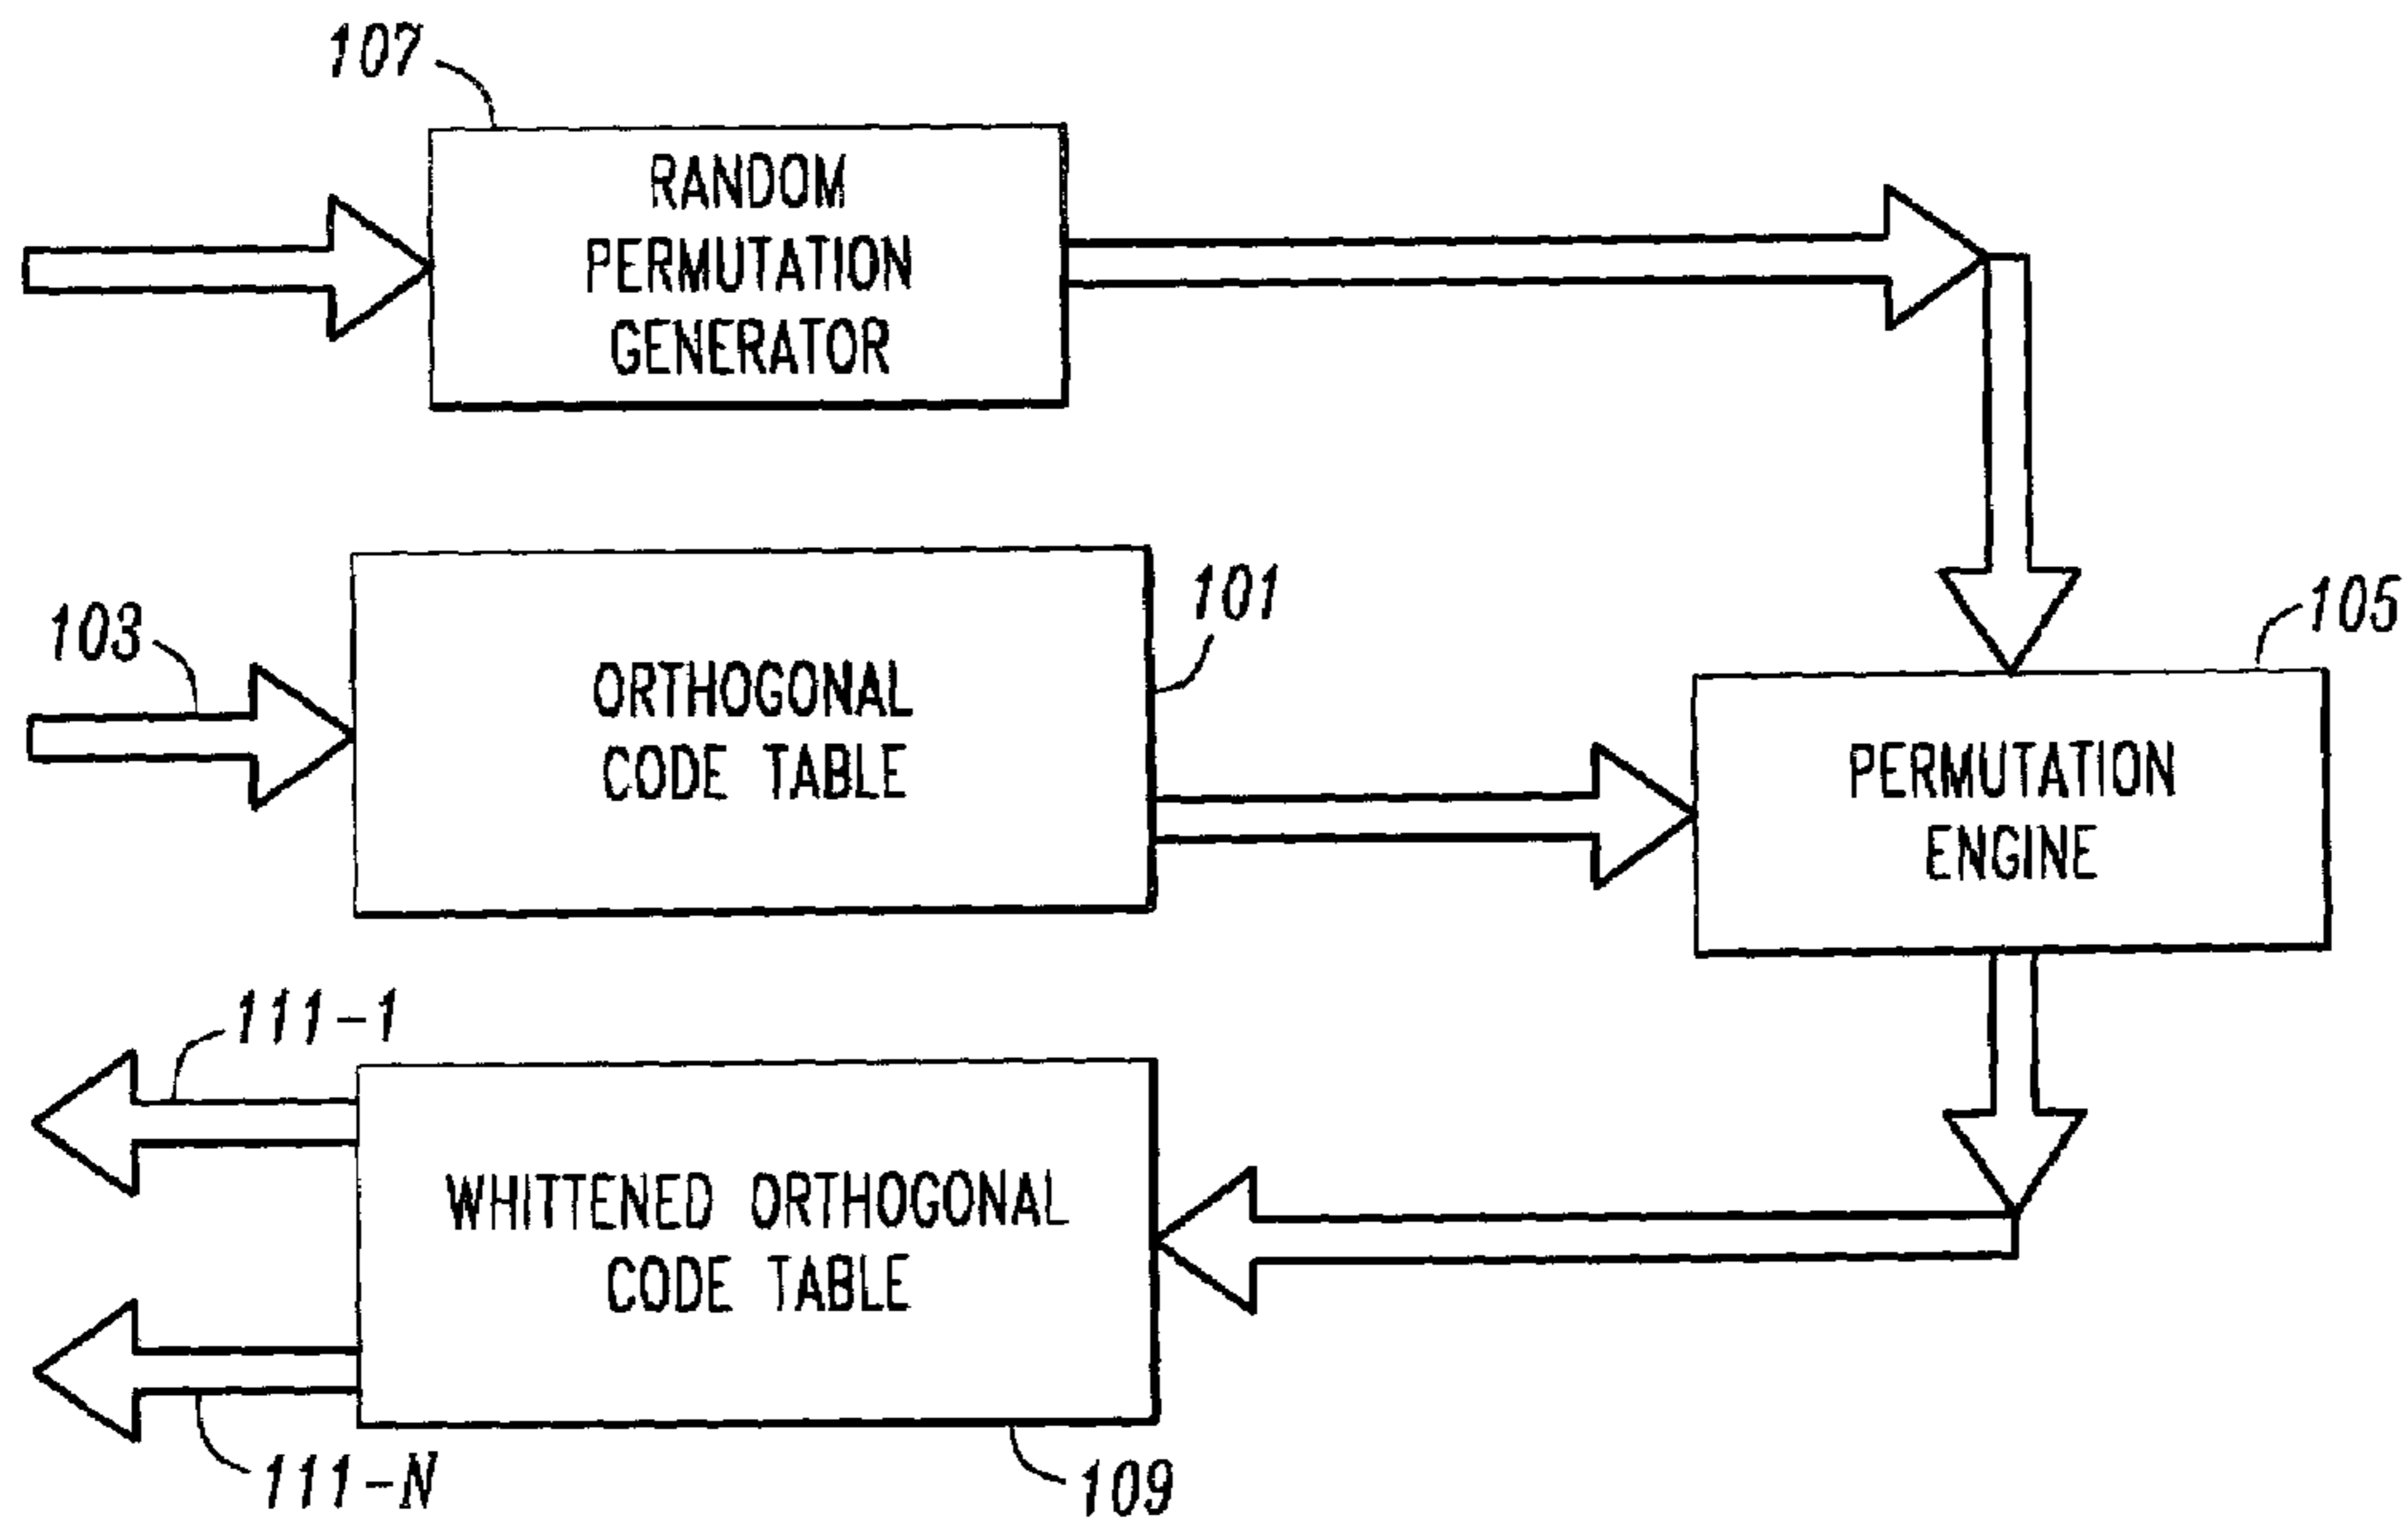 107
RANDOM
PERMUTATION
GENERATOR
103
ORTHOGONAL
CODE TABLE
101
105
PERMUTATION
ENGINE
111-1
WHITTENED ORTHOGONAL
CODE TABLE
111-N
109